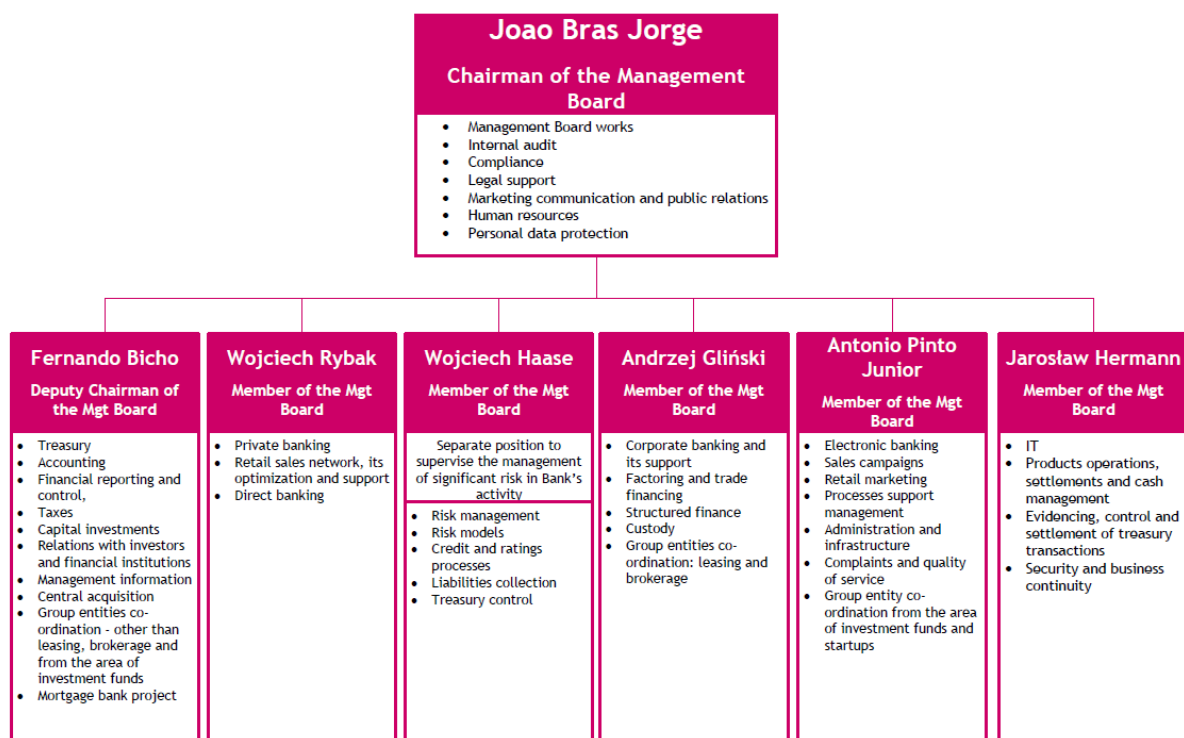 Joao Bras Jorge
Chairman of the Management
Board
• Management Board works
• Internal audit
• Compliance
• Legal support
• Marketing communication and public relations
• Human resources
• Personal data protection
Fernando Bicho
Deputy Chairman of
the Mgt Board
• Treasury
• Accounting
• Financial reporting and
control,
• Taxes
• Capital investments
• Relations with investors
and financial institutions
• Management information
• Central acquisition
• Group entities co-
ordination - other than
leasing, brokerage and
from the area of
investment funds
• Mortgage bank project
Wojciech Rybak
Member of the Mgt
Board
• Private banking
• Retail sales network, its
optimization and support
• Direct banking
Wojciech Haase
Member of the Mgt
Board
Separate position to
supervise the management
of significant risk in Bank's
activity
• Risk management
• Risk models
• Credit and ratings
processes
• Liabilities collection
• Treasury control
Andrzej Gliński
Member of the Mgt
Board
• Corporate banking and
its support
• Factoring and trade
financing
• Structured finance
• Custody
• Group entities co-
ordination: leasing and
brokerage
Antonio Pinto
Junior
Member of the Mgt
Board
• Electronic banking
• Sales campaigns
• Retail marketing
• Processes support
management
• Administration and
infrastructure
• Complaints and quality
of service
• Group entity co-
ordination from the area
of investment funds and
startups
Jarosław Hermann
Member of the Mgt
Board
• IT
• Products operations,
settlements and cash
management
• Evidencing, control and
settlement of treasury
transactions
• Security and business
continuity